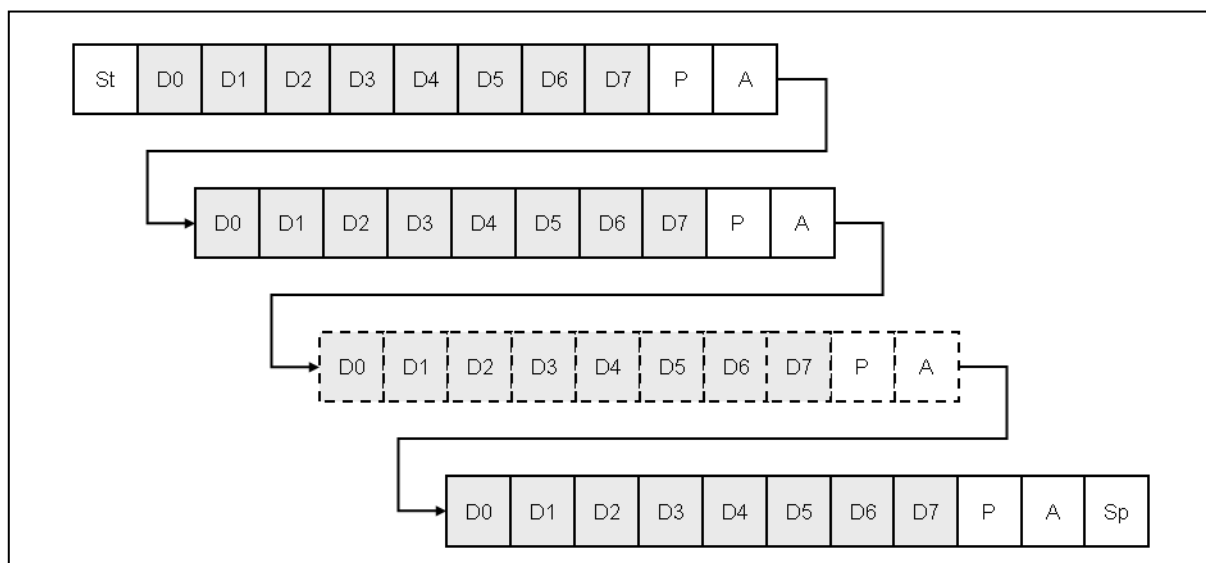 St D0 D1 D2 D3 D4 D5 D6 D7 P A
D0 D1 D2 D3 D4 D5 D6 D7 P A
D0 D1 D2 D3 D4 D5 D6 D7 P A
D0 D1 D2 D3 D4 D5 D6 D7 P A Sp